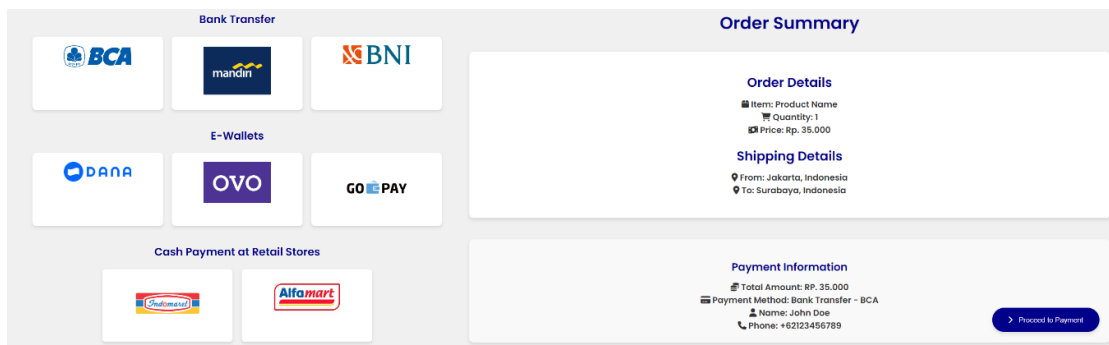 Bank Transfer
BCA
mandiri
BNI
E-Wallets
DANA
OVO
GO PAY
Cash Payment at Retail Stores
Indomaret
Alfamart
Order Summary
Order Details
Item: Product Name
Quantity: 1
Price: Rp. 35.000
Shipping Details
From: Jakarta, Indonesia
To: Surabaya, Indonesia
Payment Information
Total Amount: RP. 35.000
Payment Method: Bank Transfer - BCA
Name: John Doe
Phone: +62123456789
Proceed to Payment